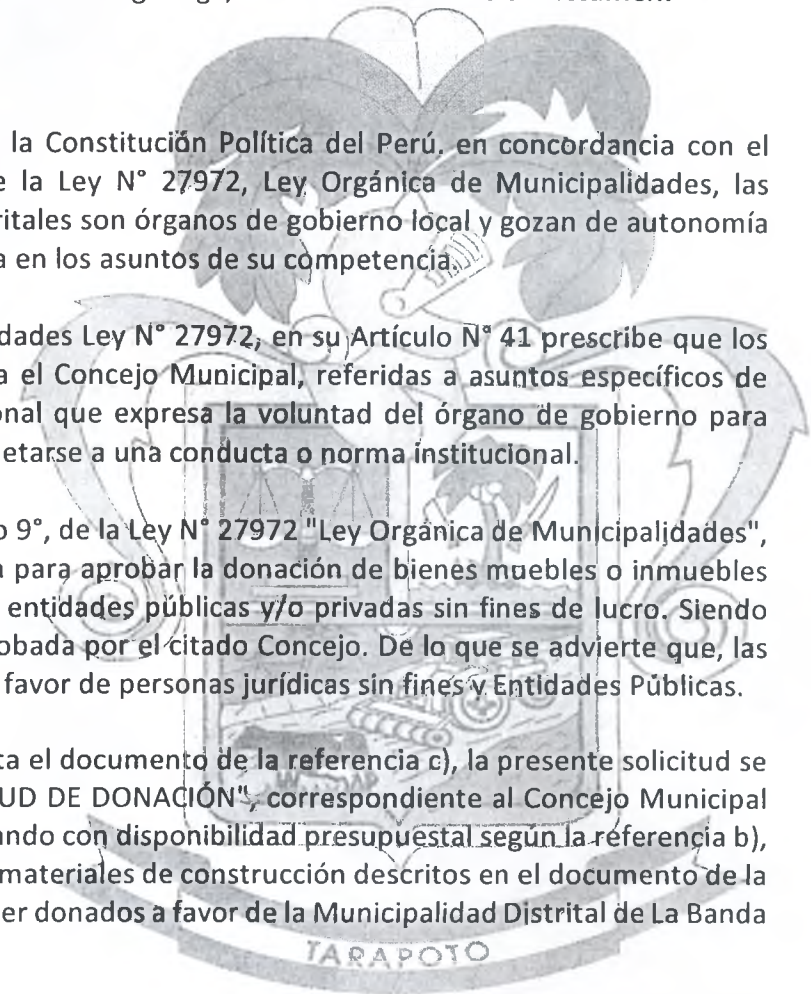 la Constitución Política del Perú. en concordancia con el
la Ley N° 27972, Ley Orgánica de Municipalidades, las
ritales son órganos de gobierno local y gozan de autonomía
a en los asuntos de su competencia.
dades Ley N° 27972, en su Artículo N° 41 prescribe que los
a el Concejo Municipal, referidas a asuntos específicos de
onal que expresa la voluntad del órgano de gobierno para
etarse a una conducta o norma institucional.
o 9°, de la Ley N° 27972 "Ley Orgánica de Municipalidades",
para aprobar la donación de bienes muebles o inmuebles
entidades públicas y/o privadas sin fines de lucro. Siendo
obada por el citado Concejo. De lo que se advierte que, las
favor de personas jurídicas sin fines y Entidades Públicas.
ta el documento de la referencia c), la presente solicitud se
UD DE DONACIÓN", correspondiente al Concejo Municipal
ando con disponibilidad presupuestal según la referencia b),
materiales de construcción descritos en el documento de la
er donados a favor de la Municipalidad Distrital de La Banda
TARAPOTO